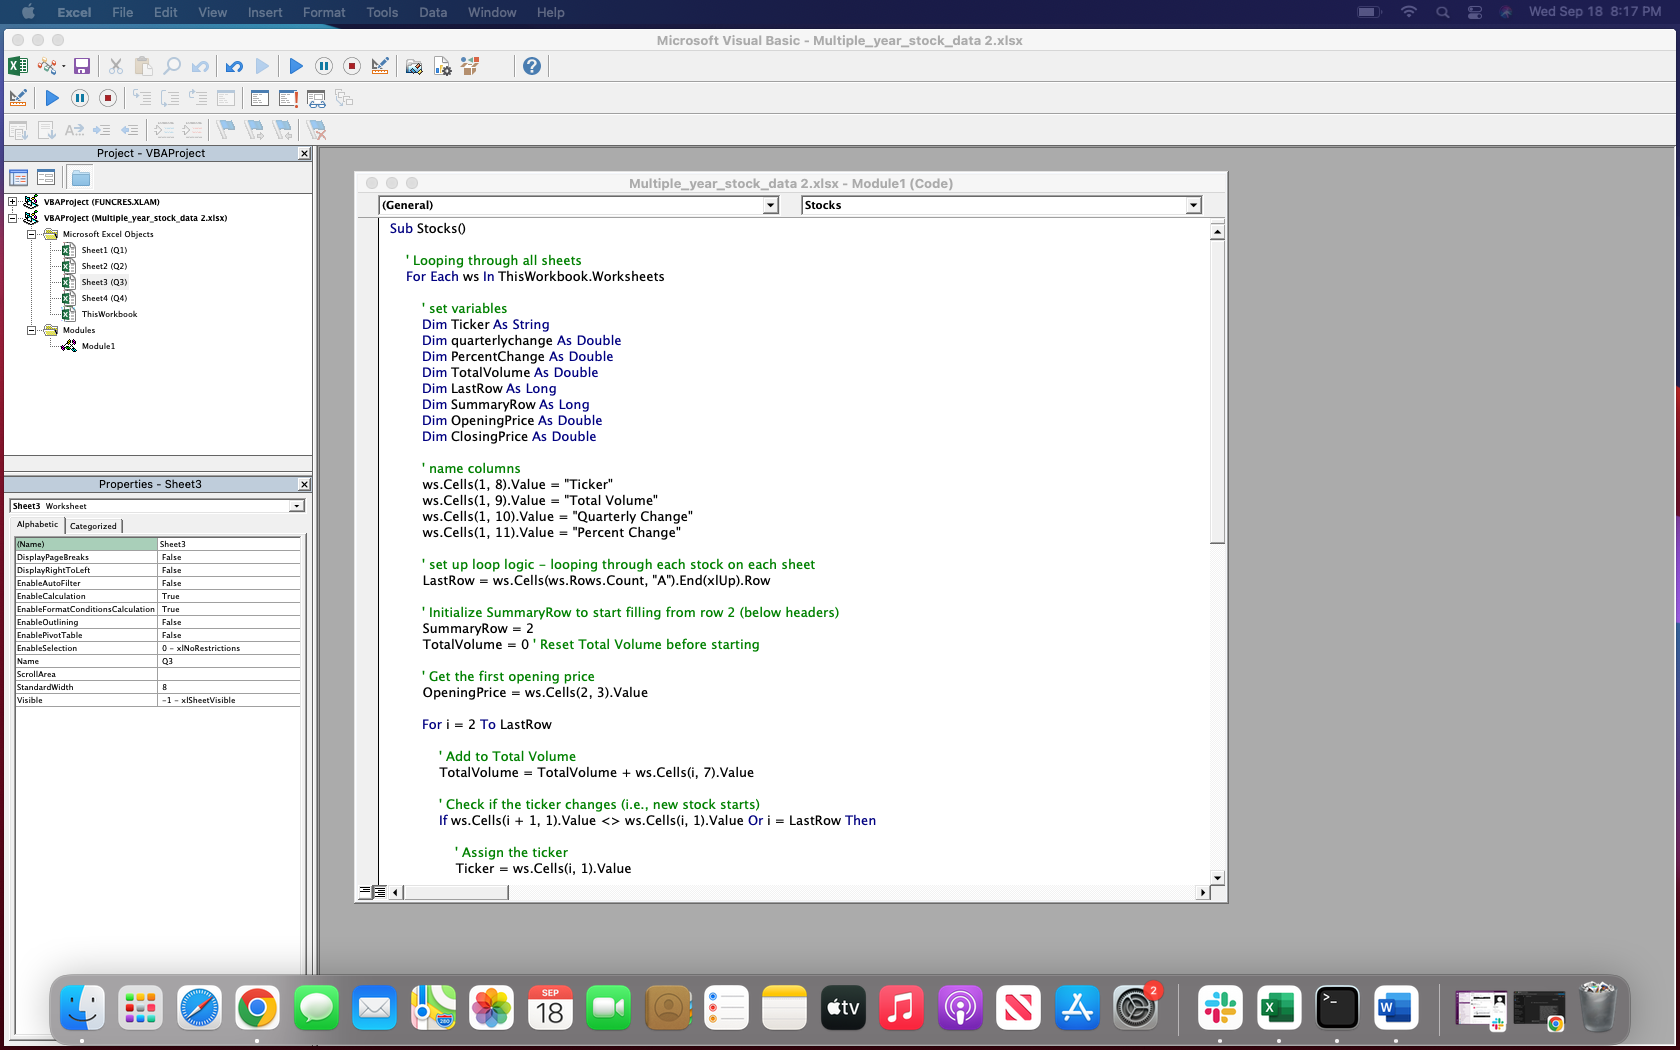 Excel File Edit View Insert Format Tools Data Window Help Wed Sep 18 8:17 PM
Microsoft Visual Basic - Multiple_year_stock_data 2.xlsx
Project - VBAProject
VBAProject (FUNCRES.XLAM)
VBAProject (Multiple_year_stock_data 2.xlsx)
Microsoft Excel Objects
Sheet1 (Q1)
Sheet2 (Q2)
Sheet3 (Q3)
Sheet4 (Q4)
ThisWorkbook
Modules
Module1
Properties - Sheet3
Sheet3 Worksheet
Alphabetic Categorized
(Name) Sheet3
DisplayPageBreaks False
DisplayRightToLeft False
EnableAutoFilter False
EnableCalculation True
EnableFormatConditionsCalculation True
EnableOutlining False
EnablePivotTable False
EnableSelection 0 - xlNoRestrictions
Name Q3
ScrollArea
StandardWidth 8
Visible -1 - xlSheetVisible
Multiple_year_stock_data 2.xlsx - Module1 (Code)
(General) Stocks
Sub Stocks()
' Looping through all sheets
For Each ws In ThisWorkbook.Worksheets
' set variables
Dim Ticker As String
Dim quarterlychange As Double
Dim PercentChange As Double
Dim TotalVolume As Double
Dim LastRow As Long
Dim SummaryRow As Long
Dim OpeningPrice As Double
Dim ClosingPrice As Double
' name columns
ws.Cells(1, 8).Value = "Ticker"
ws.Cells(1, 9).Value = "Total Volume"
ws.Cells(1, 10).Value = "Quarterly Change"
ws.Cells(1, 11).Value = "Percent Change"
' set up loop logic - looping through each stock on each sheet
LastRow = ws.Cells(ws.Rows.Count, "A").End(xlUp).Row
' Initialize SummaryRow to start filling from row 2 (below headers)
SummaryRow = 2
TotalVolume = 0 ' Reset Total Volume before starting
' Get the first opening price
OpeningPrice = ws.Cells(2, 3).Value
For i = 2 To LastRow
' Add to Total Volume
TotalVolume = TotalVolume + ws.Cells(i, 7).Value
' Check if the ticker changes (i.e., new stock starts)
If ws.Cells(i + 1, 1).Value <> ws.Cells(i, 1).Value Or i = LastRow Then
' Assign the ticker
Ticker = ws.Cells(i, 1).Value
SEP
18
tv
2